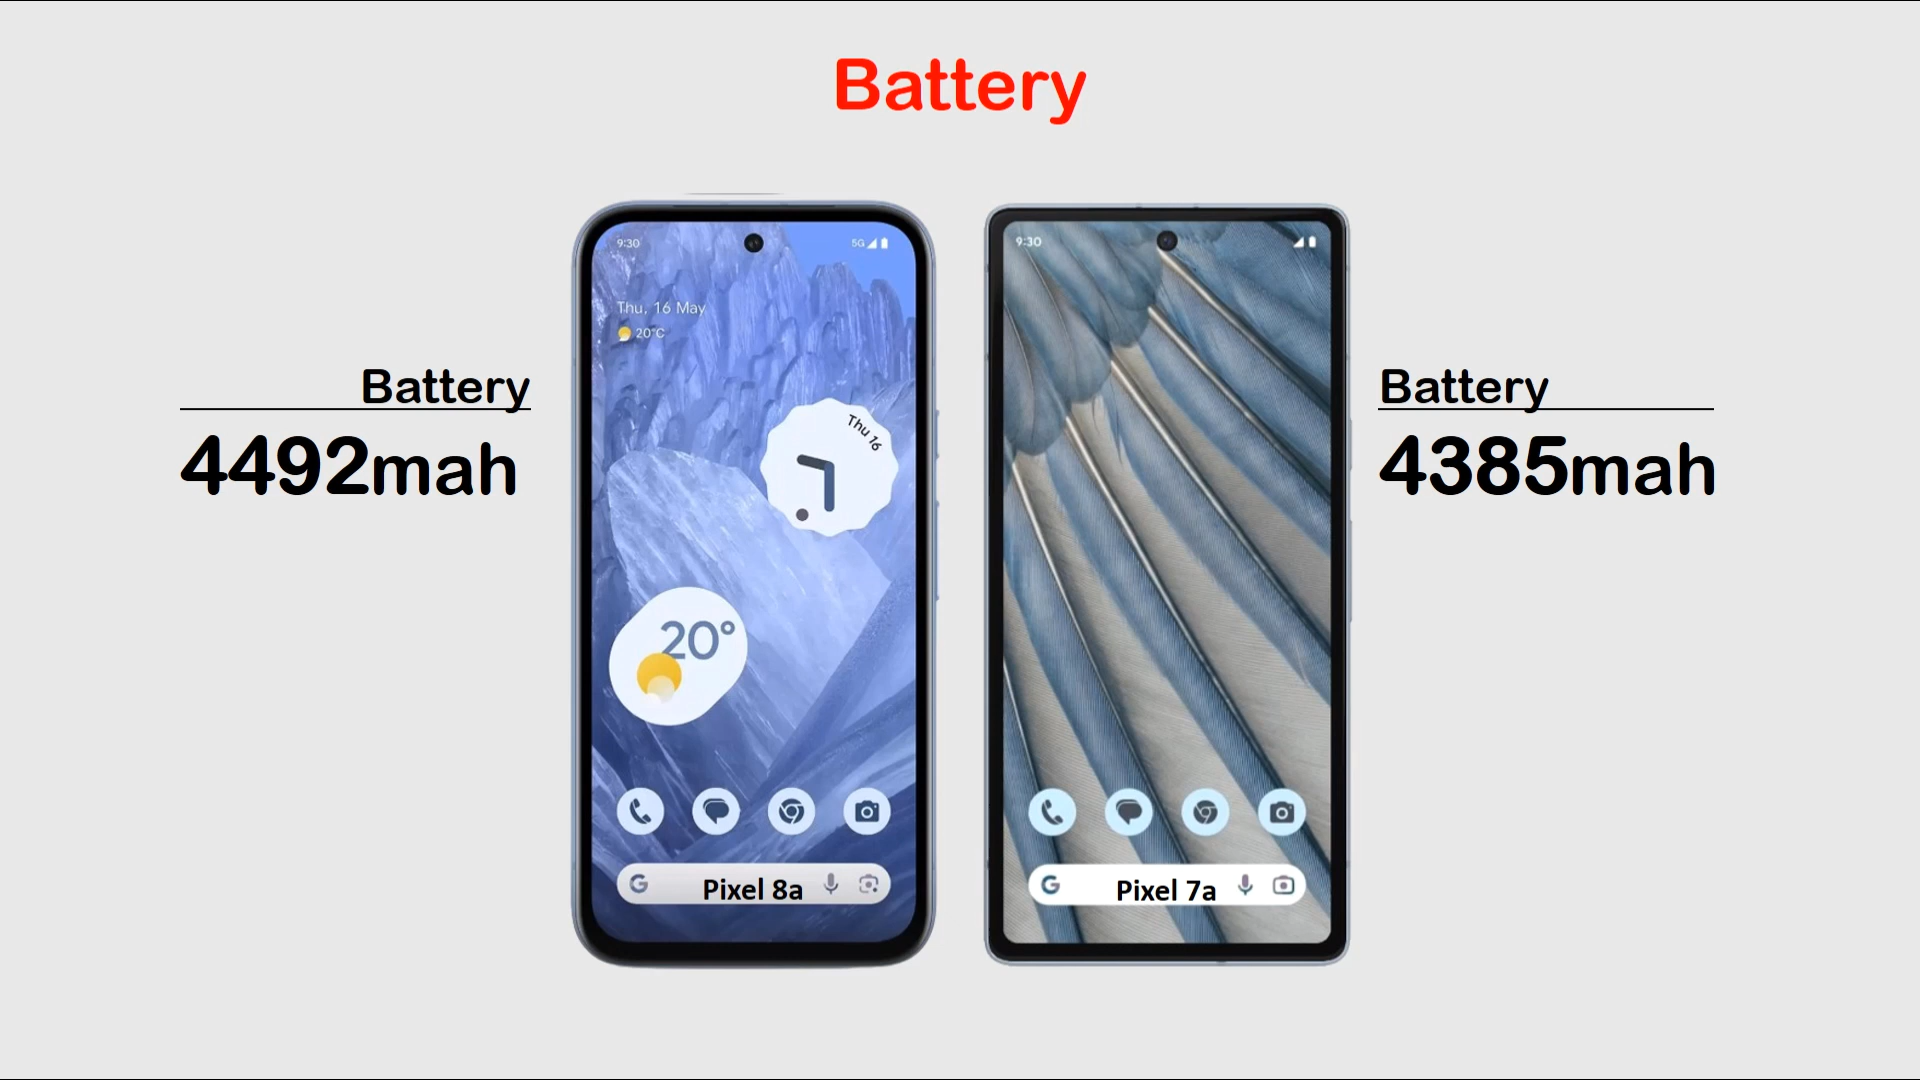 Battery
Battery
4492mah
9:30
5G
Thu, 16 May
20°C
Thu 16
20°
G
Pixel 8a
9:30
G
Pixel 7a
Battery
4385mah